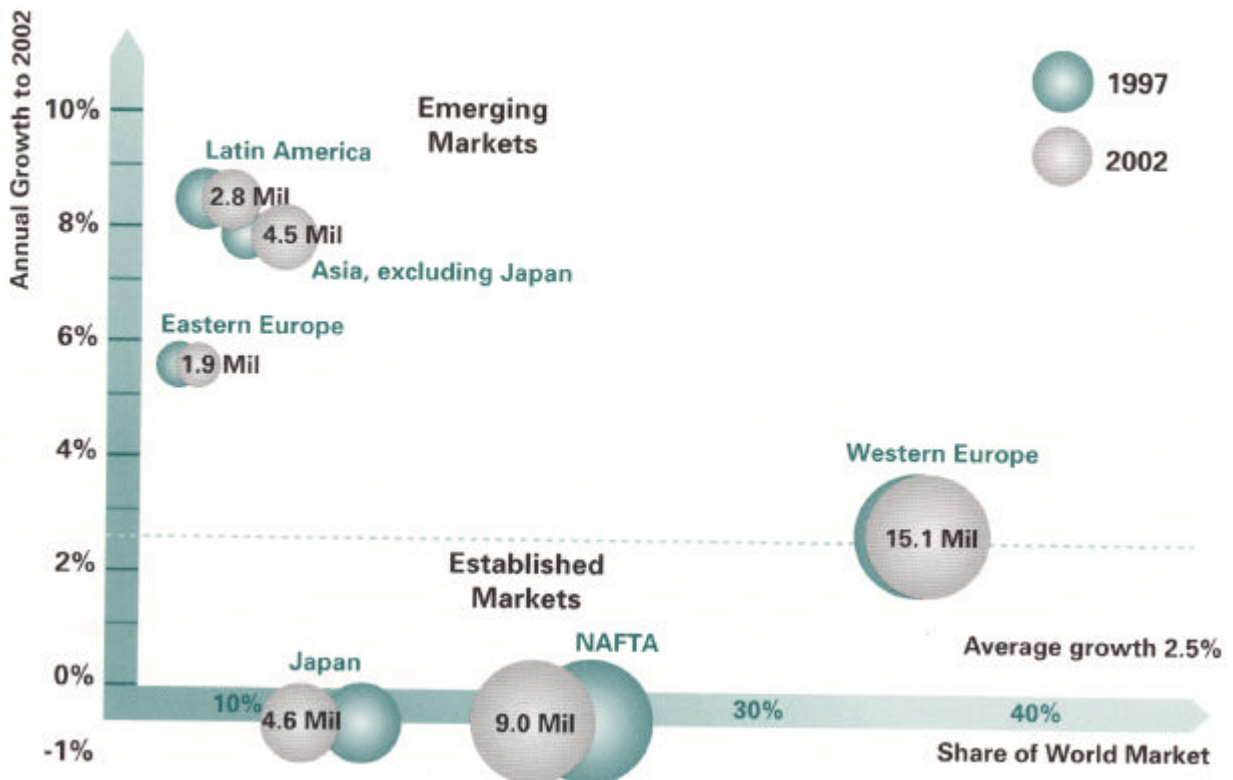 Annual Growth to 2002
10%
8%
6%
4%
2%
0%
-1%
Emerging
Markets
1997
2002
Latin America
2.8 Mil
4.5 Mil
Asia, excluding Japan
Eastern Europe
1.9 Mil
Western Europe
15.1 Mil
Established
Markets
Average growth 2.5%
Japan
NAFTA
10%
4.6 Mil
9.0 Mil
30%
40%
Share of World Market